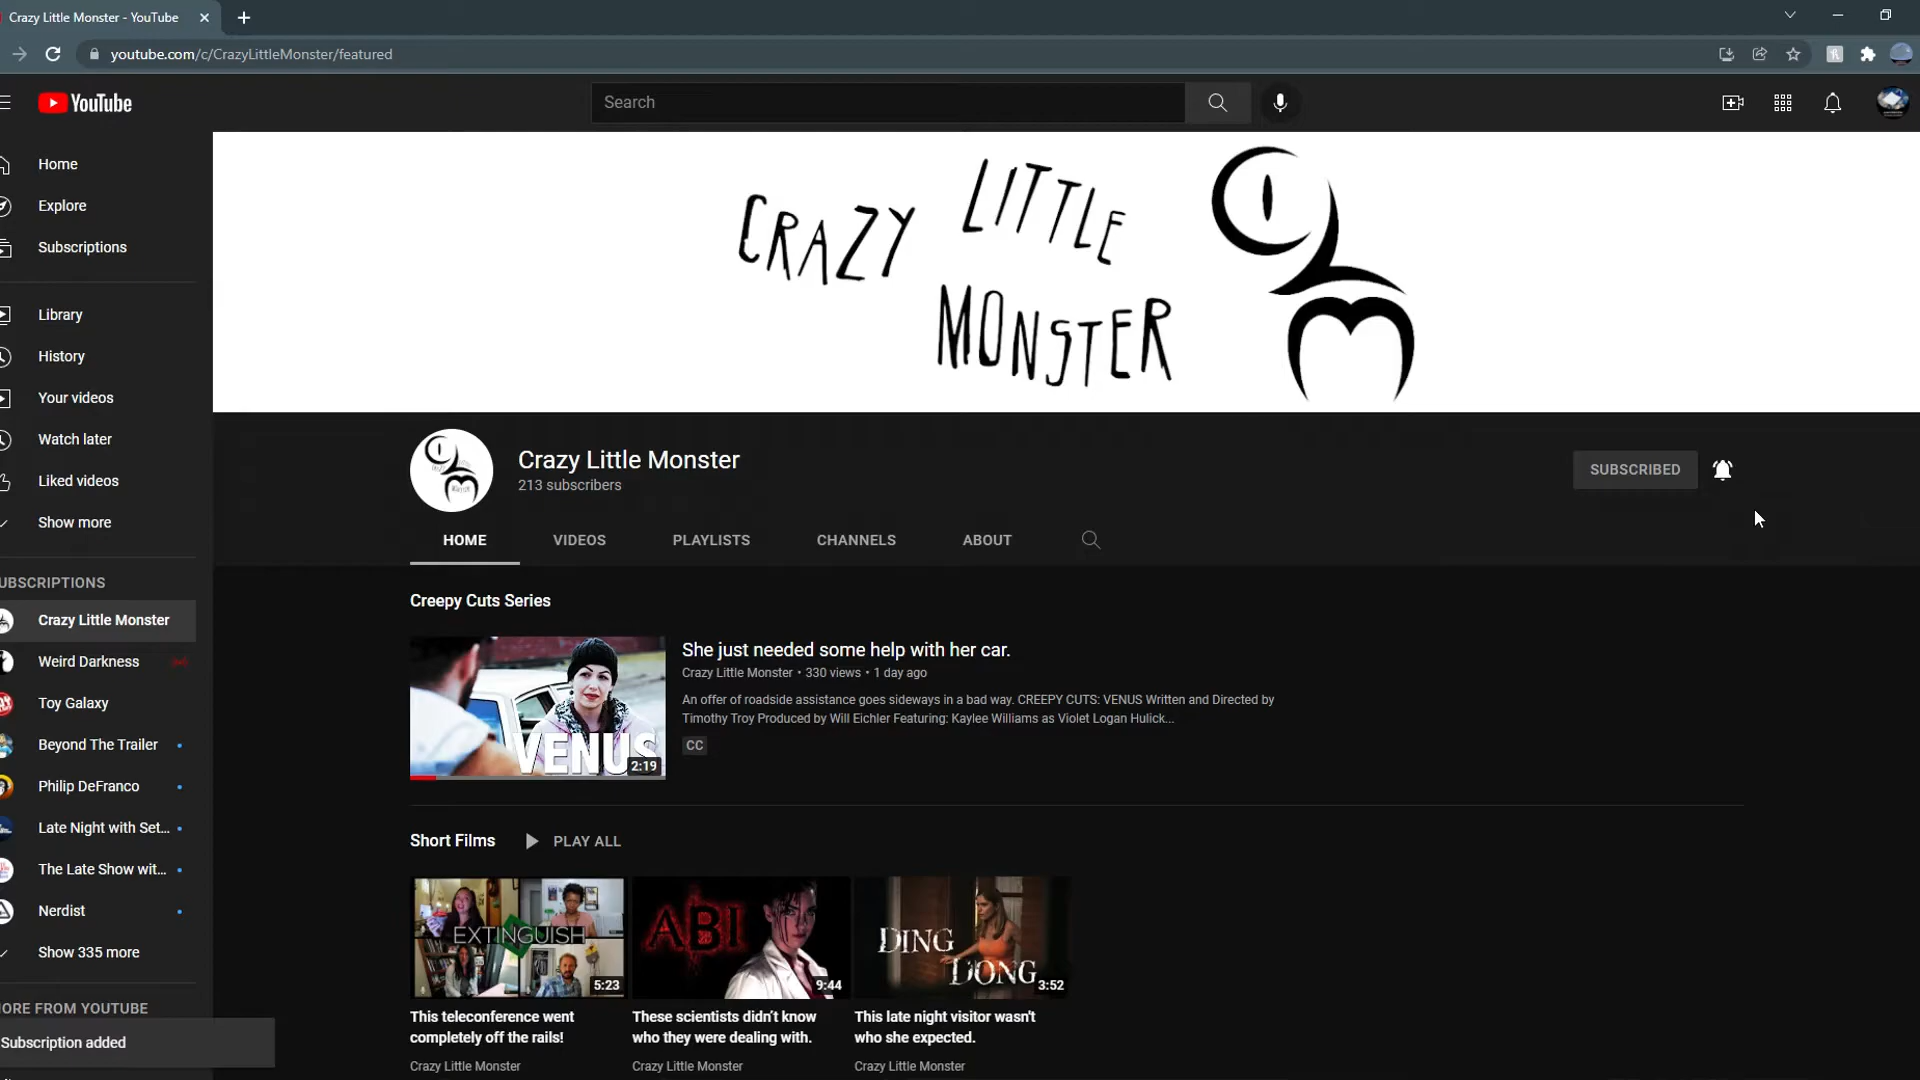 Crazy Little Monster - YouTube
youtube.com/c/CrazyLittleMonster/featured
YouTube
Search
Home
Explore
Subscriptions
Library
History
Your videos
Watch later
Liked videos
Show more
UBSCRIPTIONS
Crazy Little Monster
Weird Darkness
Toy Galaxy
Beyond The Trailer
Philip DeFranco
Late Night with Set...
The Late Show wit...
Nerdist
Show 335 more
ORE FROM YOUTUBE
Subscription added
CRAZY LITTLE MONSTER
Crazy Little Monster
213 subscribers
SUBSCRIBED
HOME
VIDEOS
PLAYLISTS
CHANNELS
ABOUT
Creepy Cuts Series
VENUS
2:19
She just needed some help with her car.
Crazy Little Monster • 330 views • 1 day ago
An offer of roadside assistance goes sideways in a bad way. CREEPY CUTS: VENUS Written and Directed by
Timothy Troy Produced by Will Eichler Featuring: Kaylee Williams as Violet Logan Hulick...
CC
Short Films
PLAY ALL
EXTINGUISH
5:23
This teleconference went
completely off the rails!
Crazy Little Monster
ABI
9:44
These scientists didn't know
who they were dealing with.
Crazy Little Monster
DING
DONG
3:52
This late night visitor wasn't
who she expected.
Crazy Little Monster